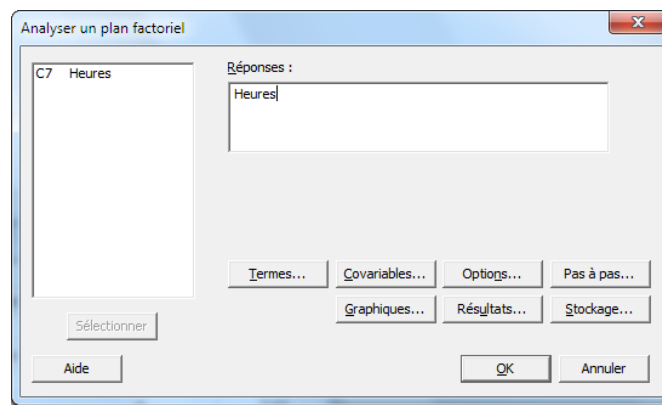 Analyser un plan factoriel
C7 Heures
Réponses :
Heures
Termes... Covariables... Options... Pas à pas...
Graphiques... Résultats... Stockage...
Sélectionner
Aide OK Annuler